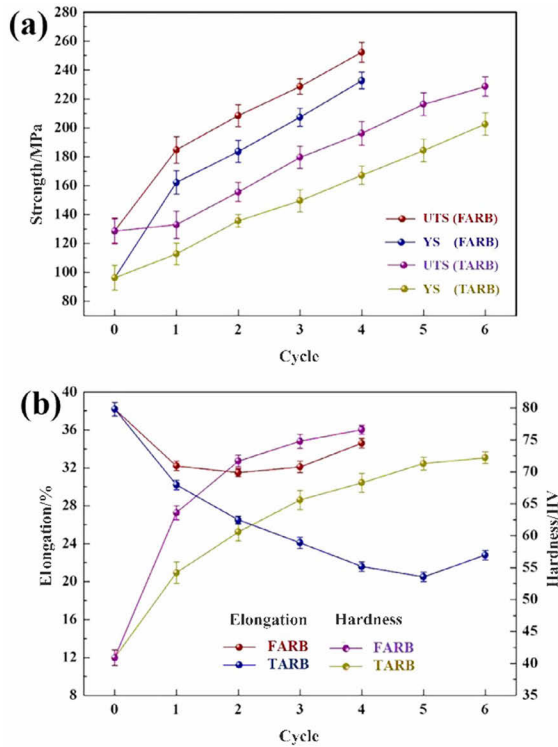 (a)
280
260
240
220
200
180
160
140
120
100
80
Strength/MPa
UTS (FARB)
YS (FARB)
UTS (TARB)
YS (TARB)
0 1 2 3 4 5 6
Cycle
(b)
40
36
32
28
24
20
16
12
8
Elongation/%
80
75
70
65
60
55
50
45
40
35
Hardness/HV
Elongation Hardness
FARB FARB
TARB TARB
0 1 2 3 4 5 6
Cycle